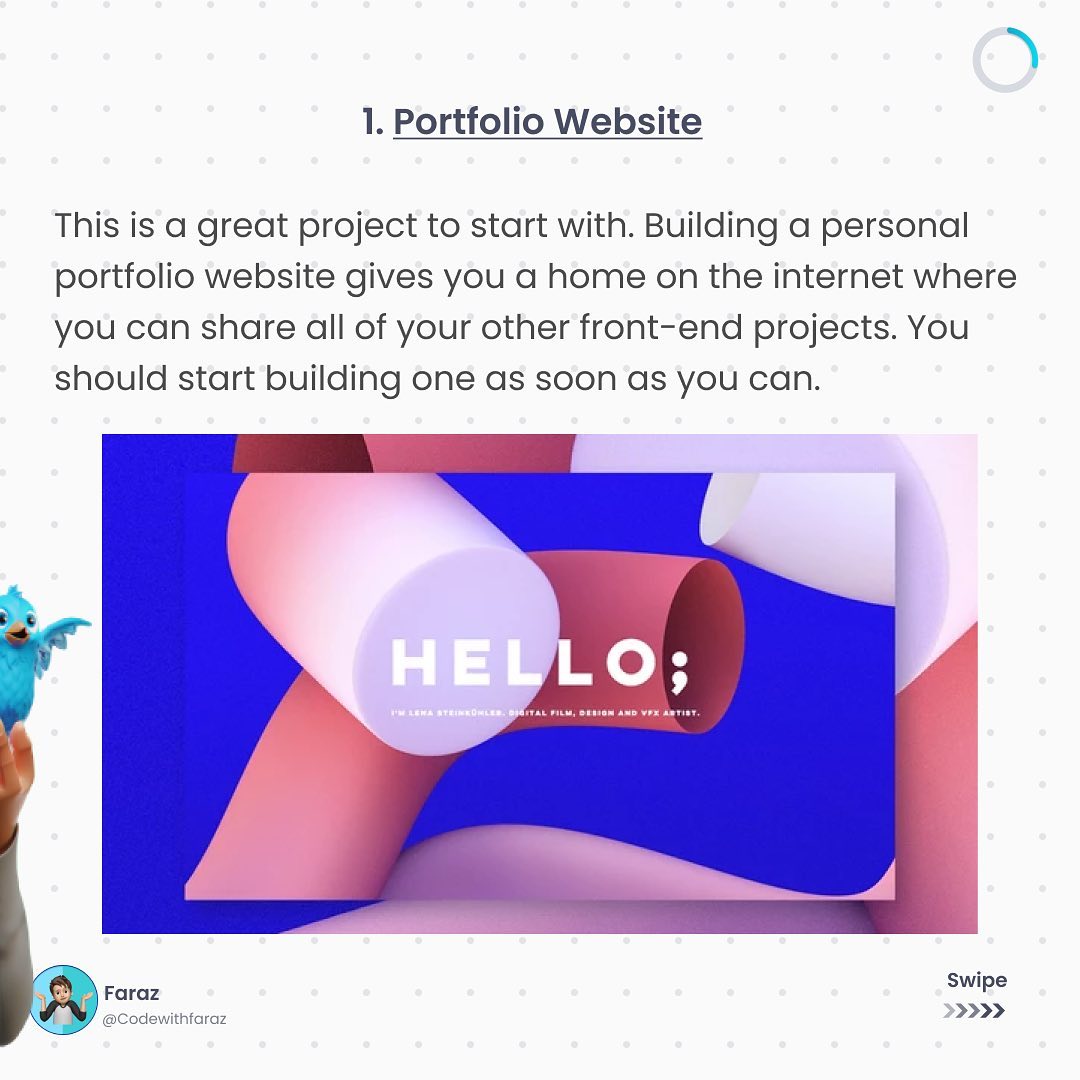 1. Portfolio Website
This is a great project to start with. Building a personal
portfolio website gives you a home on the internet where
you can share all of your other front-end projects. You
should start building one as soon as you can.
HELLO;
I'M LENA STEINKÜHLER. DIGITAL FILM, DESIGN AND VFX ARTIST.
Faraz
@Codewithfaraz
Swipe